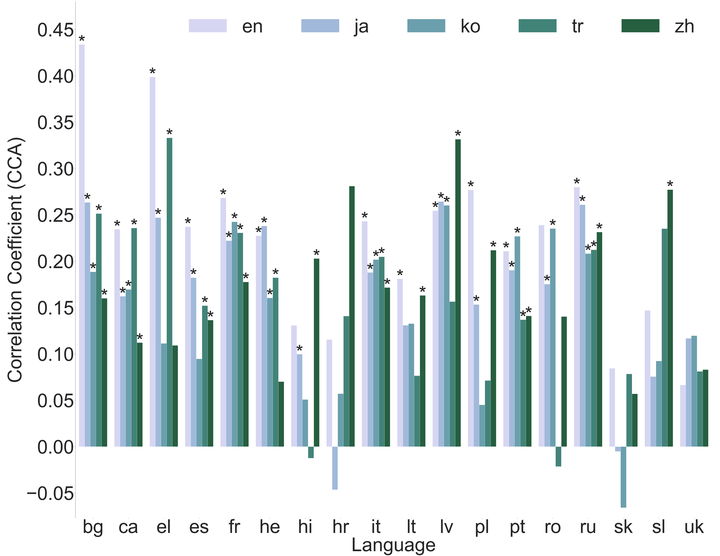 en ja ko tr zh
Correlation Coefficient (CCA)
0.45
0.40
0.35
0.30
0.25
0.20
0.15
0.10
0.05
0.00
−0.05
bg ca el es fr he hi hr it lt lv pl pt ro ru sk sl uk
Language